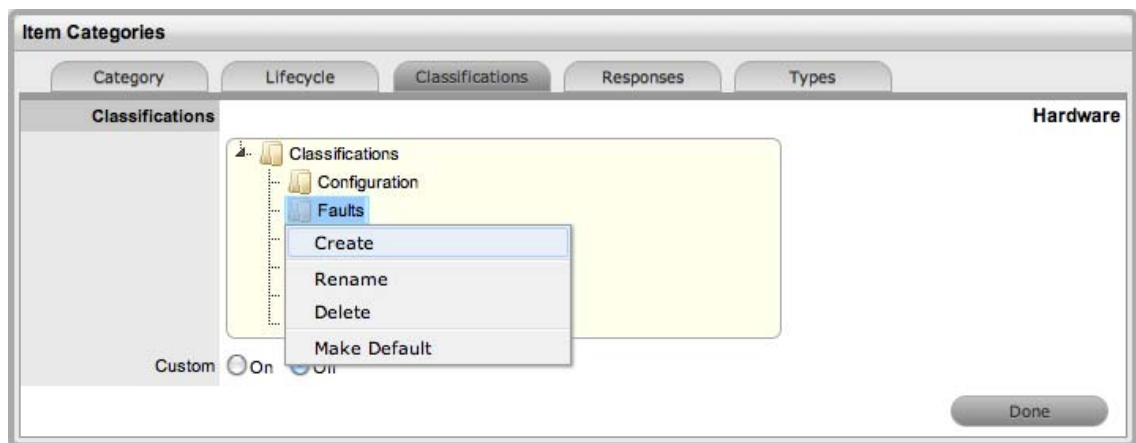 Item Categories
Category Lifecycle Classifications Responses Types
Classifications Hardware
Classifications
Configuration
Faults
Create
Rename
Delete
Make Default
Custom On Off
Done